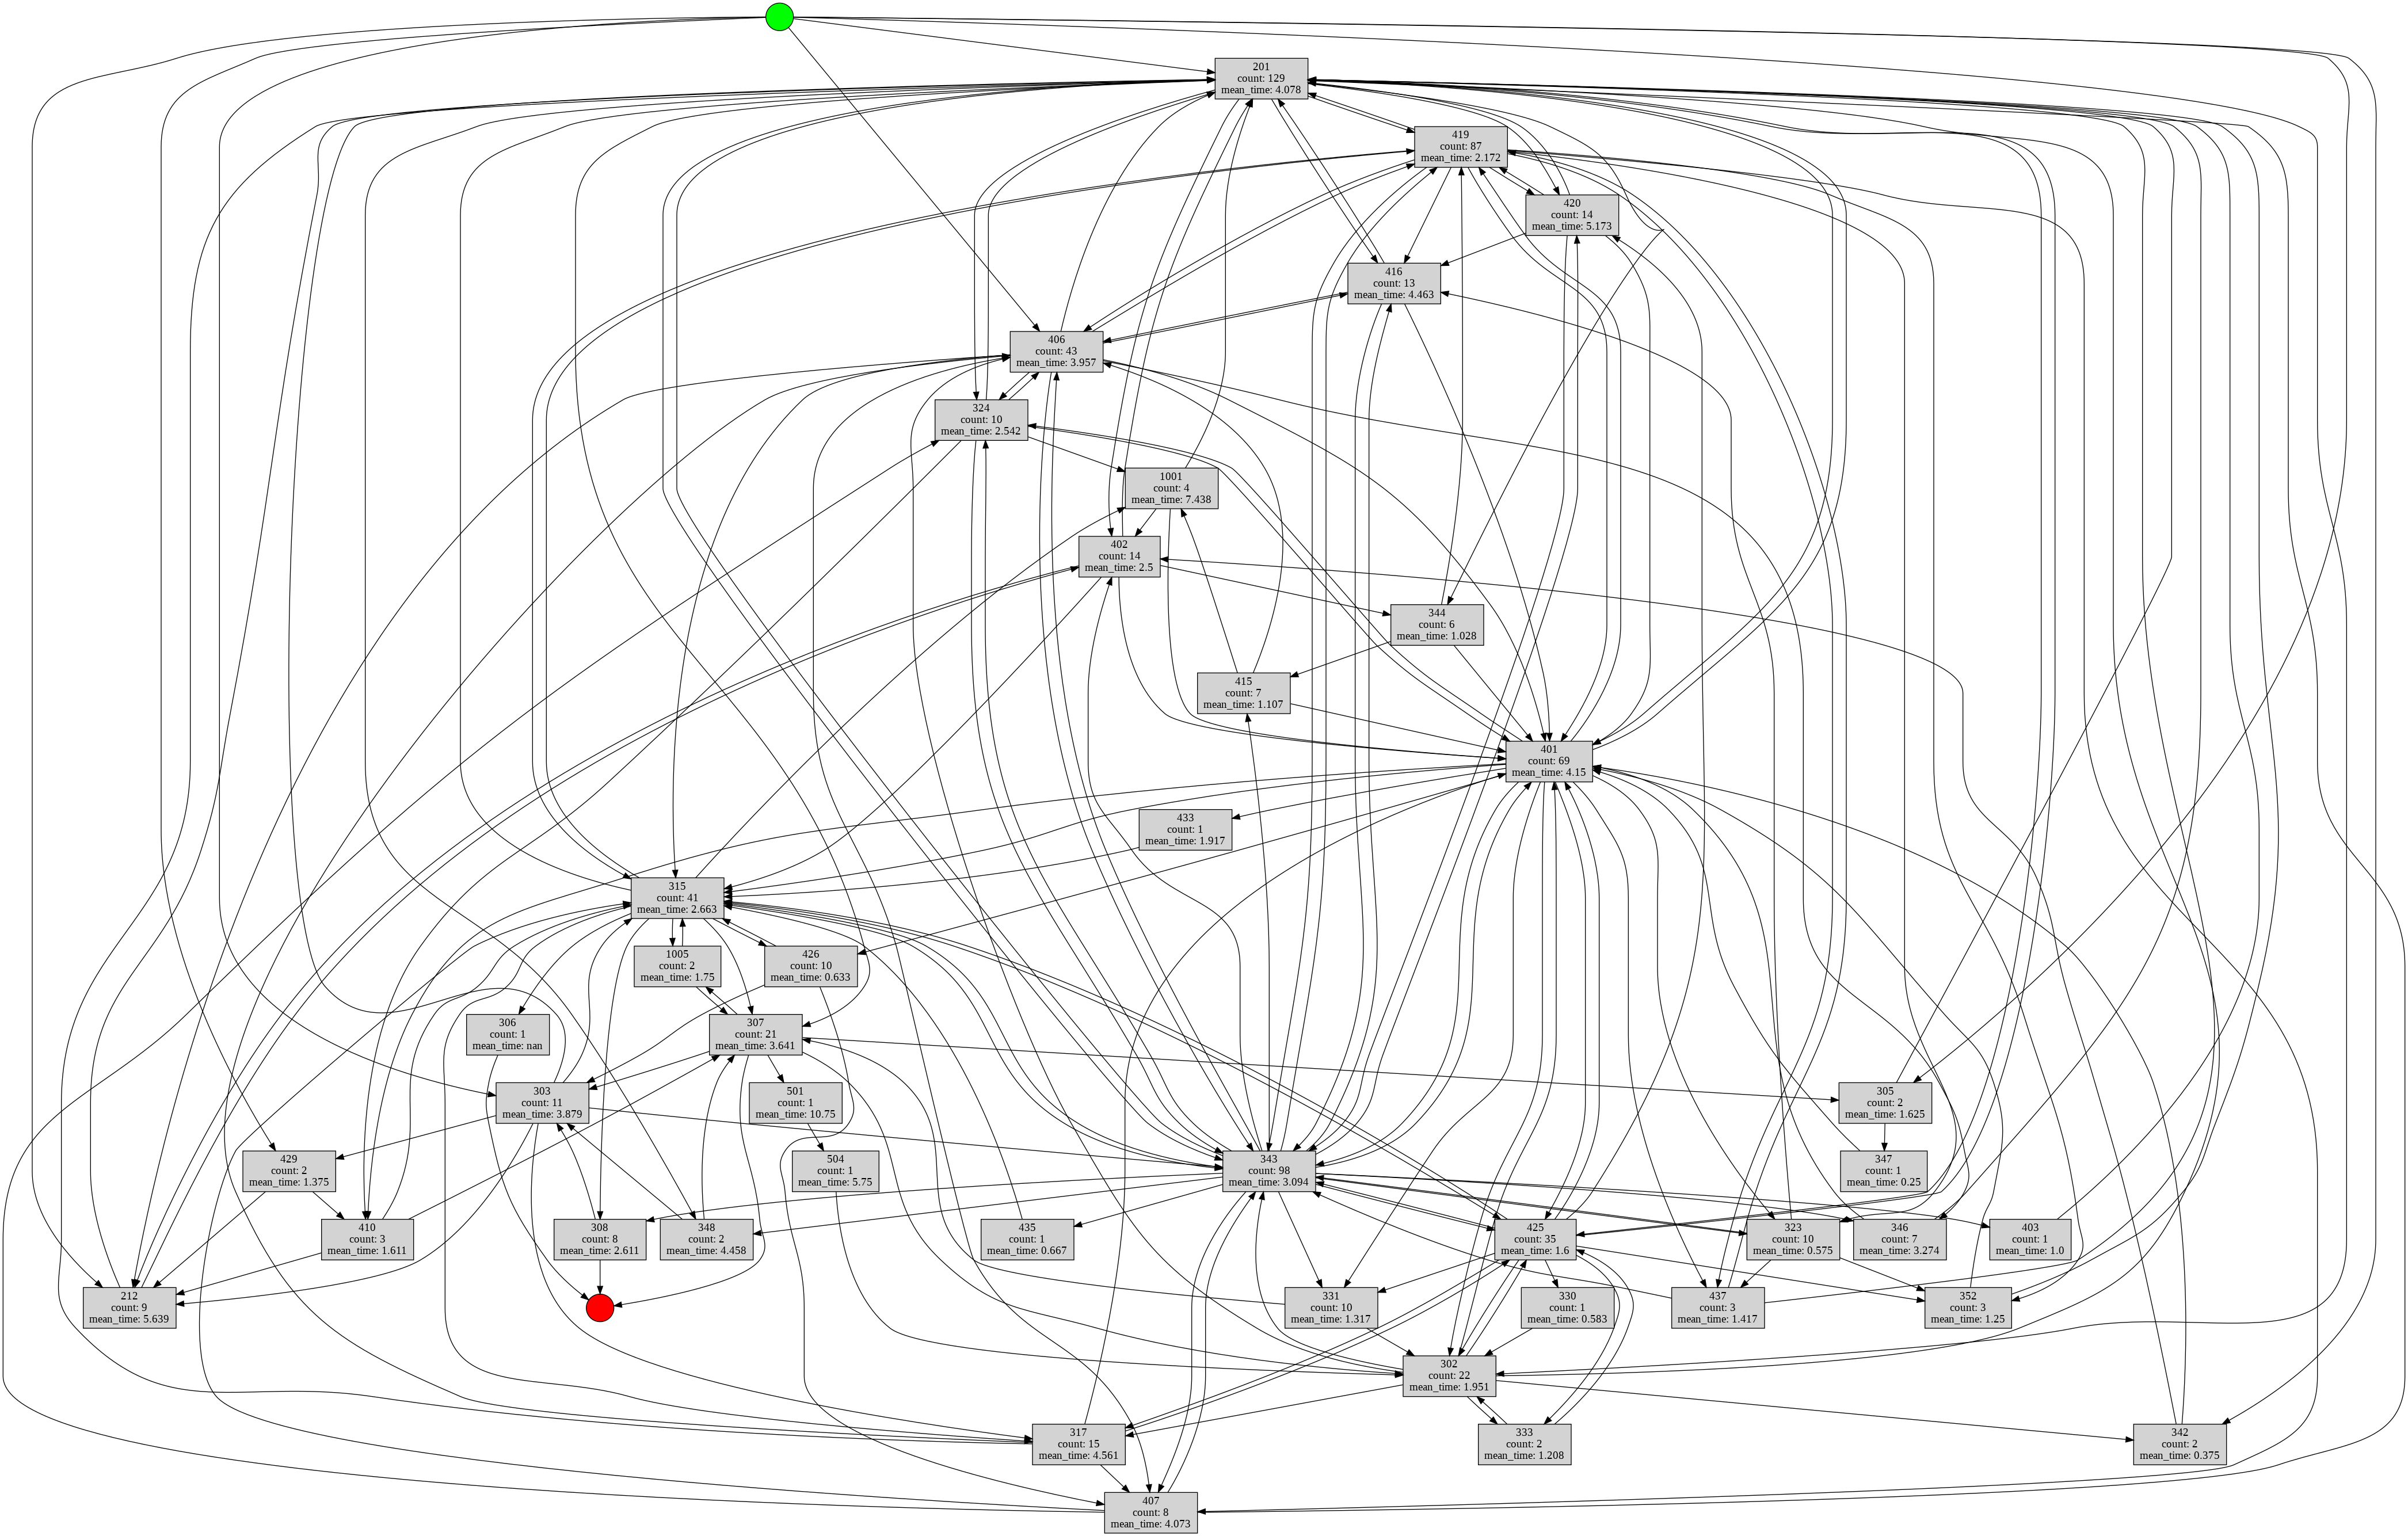 201
count: 129
mean_time: 4.078
419
count: 87
mean_time: 2.172
420
count: 14
mean_time: 5.173
416
count: 13
mean_time: 4.463
406
count: 43
mean_time: 3.957
324
count: 10
mean_time: 2.542
1001
count: 4
mean_time: 7.438
402
count: 14
mean_time: 2.5
344
count: 6
mean_time: 1.028
415
count: 7
mean_time: 1.107
401
count: 69
mean_time: 4.15
433
count: 1
mean_time: 1.917
315
count: 41
mean_time: 2.663
1005
count: 2
mean_time: 1.75
426
count: 10
mean_time: 0.633
306
count: 1
mean_time: nan
307
count: 21
mean_time: 3.641
303
count: 11
mean_time: 3.879
501
count: 1
mean_time: 10.75
305
count: 2
mean_time: 1.625
429
count: 2
mean_time: 1.375
504
count: 1
mean_time: 5.75
343
count: 98
mean_time: 3.094
347
count: 1
mean_time: 0.25
410
count: 3
mean_time: 1.611
308
count: 8
mean_time: 2.611
348
count: 2
mean_time: 4.458
435
count: 1
mean_time: 0.667
425
count: 35
mean_time: 1.6
323
count: 10
mean_time: 0.575
346
count: 7
mean_time: 3.274
403
count: 1
mean_time: 1.0
212
count: 9
mean_time: 5.639
331
count: 10
mean_time: 1.317
330
count: 1
mean_time: 0.583
437
count: 3
mean_time: 1.417
352
count: 3
mean_time: 1.25
302
count: 22
mean_time: 1.951
317
count: 15
mean_time: 4.561
333
count: 2
mean_time: 1.208
342
count: 2
mean_time: 0.375
407
count: 8
mean_time: 4.073